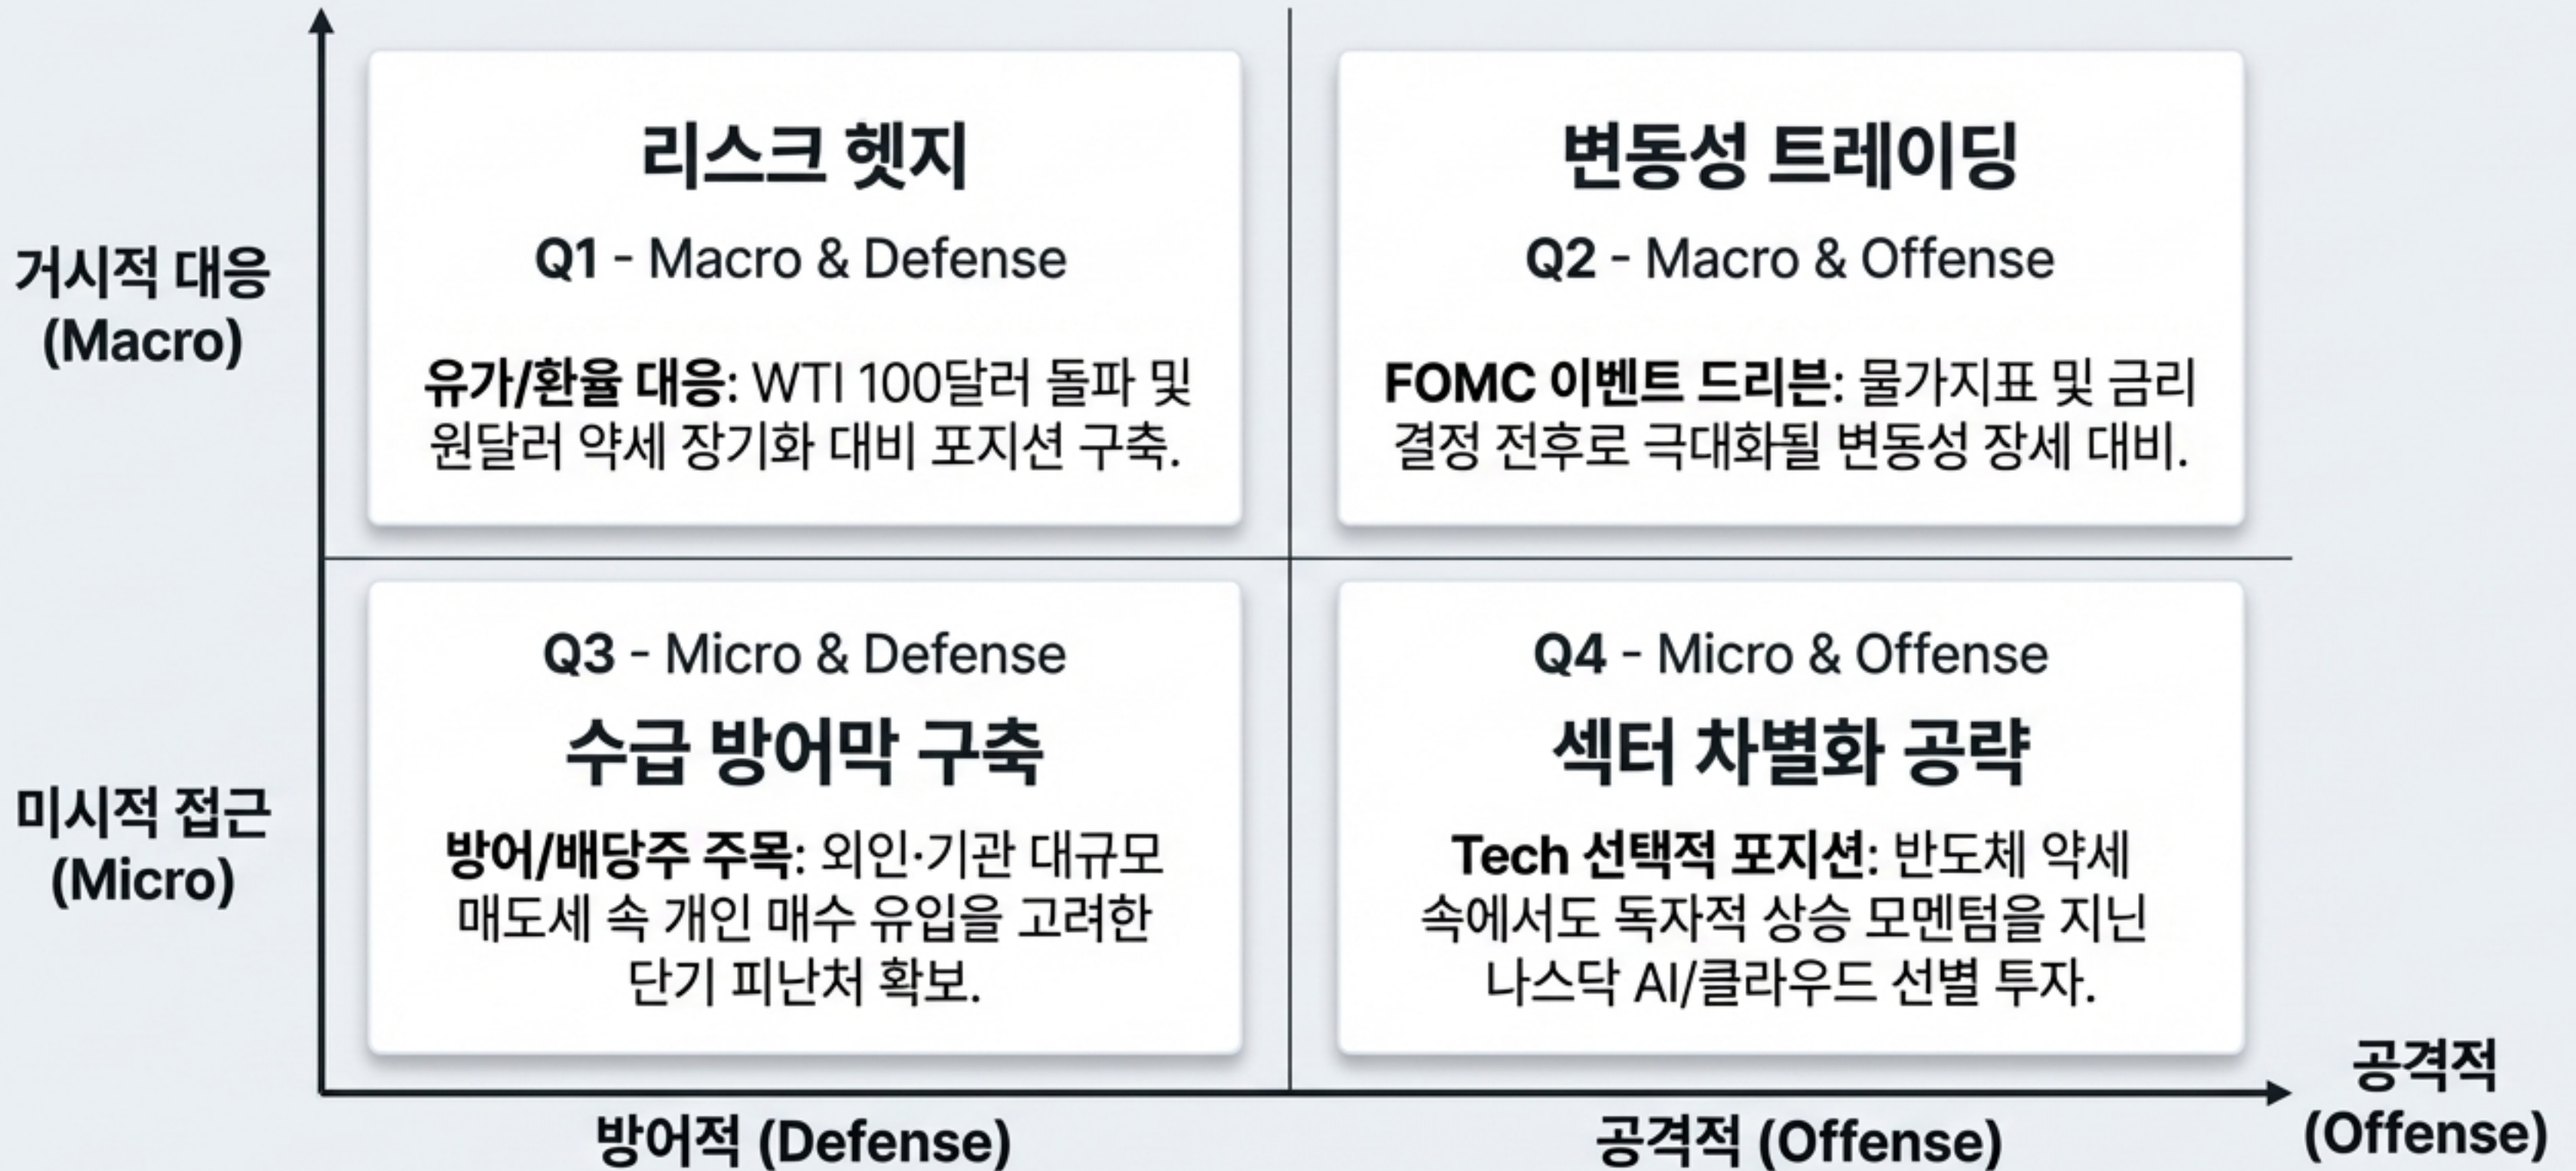 거시적 대응
(Macro)
리스크 헷지
Q1 - Macro & Defense
유가/환율 대응: WTI 100달러 돌파 및
원달러 약세 장기화 대비 포지션 구축.
변동성 트레이딩
Q2 - Macro & Offense
FOMC 이벤트 드리븐: 물가지표 및 금리
결정 전후로 극대화될 변동성 장세 대비.
미시적 접근
(Micro)
Q3 - Micro & Defense
수급 방어막 구축
방어/배당주 주목: 외인·기관 대규모
매도세 속 개인 매수 유입을 고려한
단기 피난처 확보.
Q4 - Micro & Offense
섹터 차별화 공략
Tech 선택적 포지션: 반도체 약세
속에서도 독자적 상승 모멘텀을 지닌
나스닥 AI/클라우드 선별 투자.
방어적 (Defense)
공격적 (Offense)
공격적
(Offense)